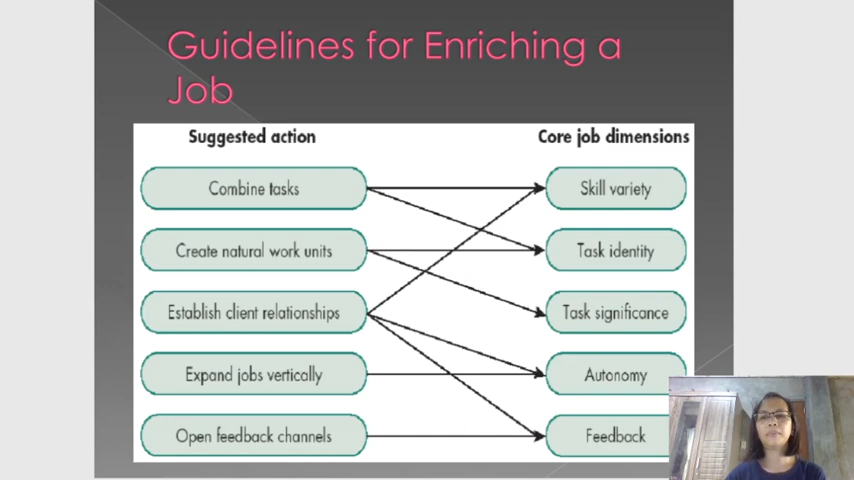 Guidelines for Enriching a
Job
Suggested action
Core job dimensions
Combine tasks
Skill variety
Create natural work units
Task identity
Establish client relationships
Task significance
Expand jobs vertically
Autonomy
Open feedback channels
Feedback